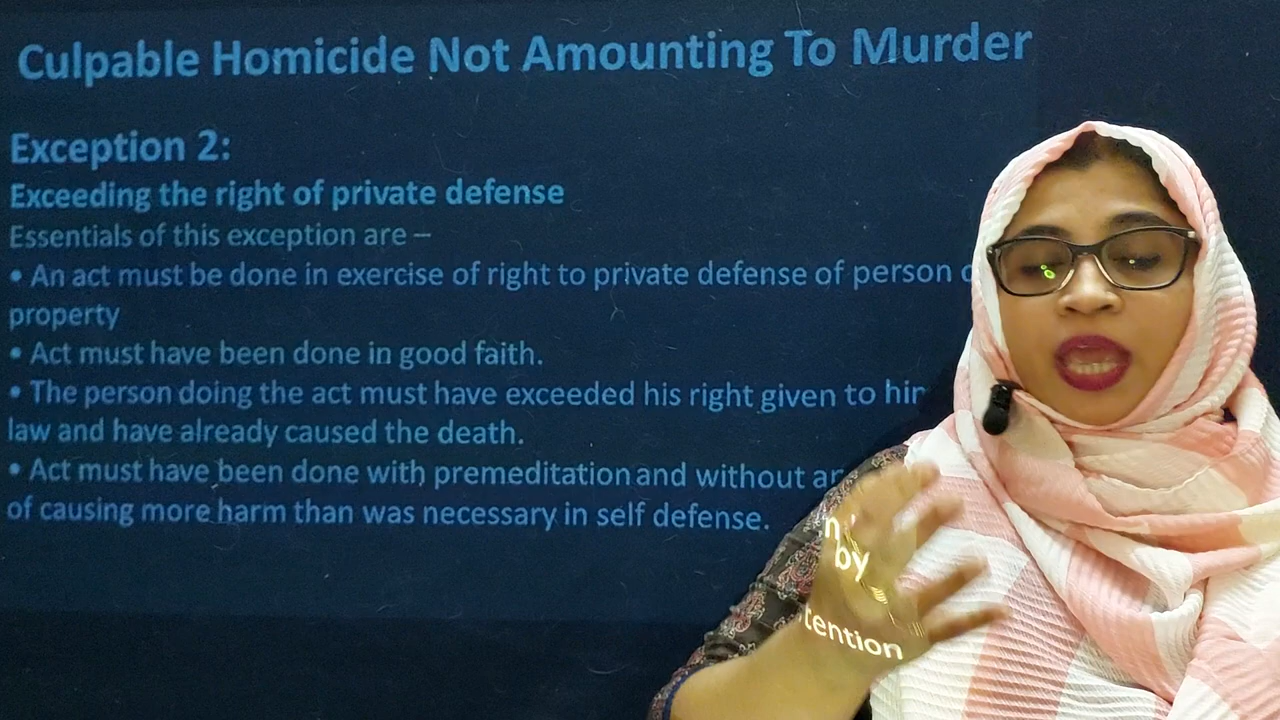 Culpable Homicide Not Amounting To Murder
Exception 2:
Exceeding the right of private defense
Essentials of this exception are –
• An act must be done in exercise of right to private defense of person
property
• Act must have been done in good faith.
• The person doing the act must have exceeded his right given to
by
law and have already caused the death.
• Act must have been done with premeditation and without
tention
of causing more harm than was necessary in self defense.